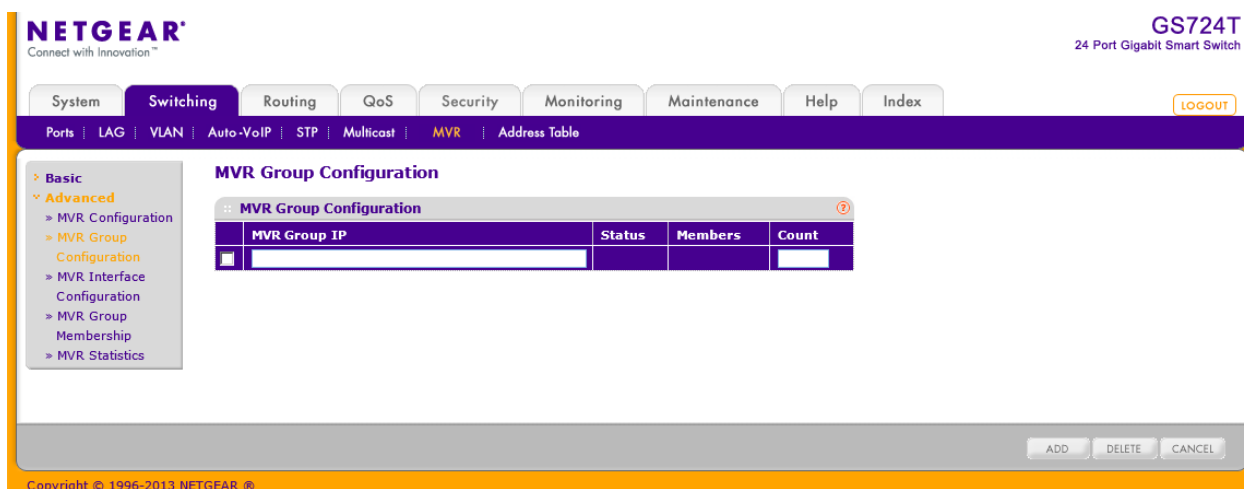 NETGEAR®
Connect with Innovation™
GS724T
24 Port Gigabit Smart Switch
System Switching Routing QoS Security Monitoring Maintenance Help Index
LOGOUT
Ports LAG VLAN Auto-VoIP STP Multicast MVR Address Table
Basic
Advanced
» MVR Configuration
» MVR Group
Configuration
» MVR Interface
Configuration
» MVR Group
Membership
» MVR Statistics
MVR Group Configuration
MVR Group Configuration ?
MVR Group IP Status Members Count
ADD DELETE CANCEL
Copyright © 1996-2013 NETGEAR ®